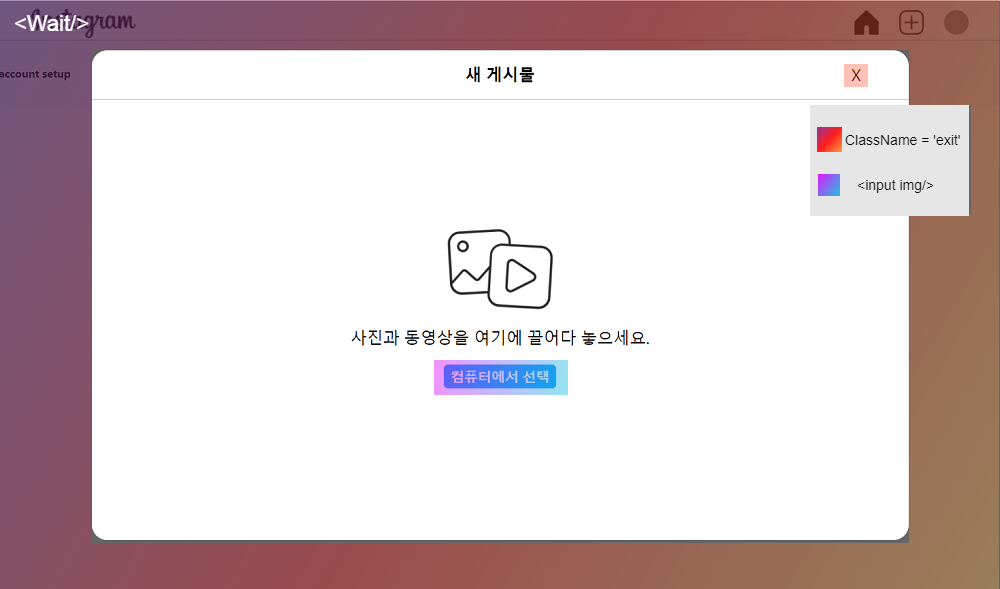 <Wait/>
Instagram
account setup
새 게시물
X
ClassName = 'exit'
<input img/>
사진과 동영상을 여기에 끌어다 놓으세요.
컴퓨터에서 선택